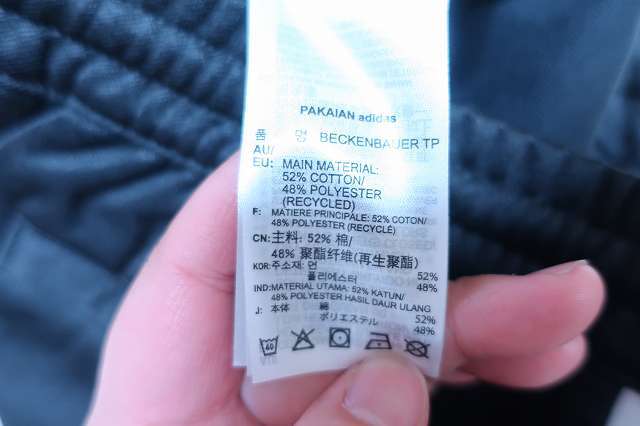 PAKAIAN adidas
품 명 BECKENBAUER TP
AU/
EU: MAIN MATERIAL:
52% COTTON/
48% POLYESTER
(RECYCLED)
F: MATIERE PRINCIPALE: 52% COTON/
48% POLYESTER (RECYCLÉ)
CN: 主料: 52% 棉/
48% 聚酯纤维(再生聚酯)
KOR: 주소재: 면 52%
폴리에스터 48%
IND: MATERIAL UTAMA: 52% KATUN/
48% POLYESTER HASIL DAUR ULANG
J: 本体 綿 52%
ポリエステル 48%
40